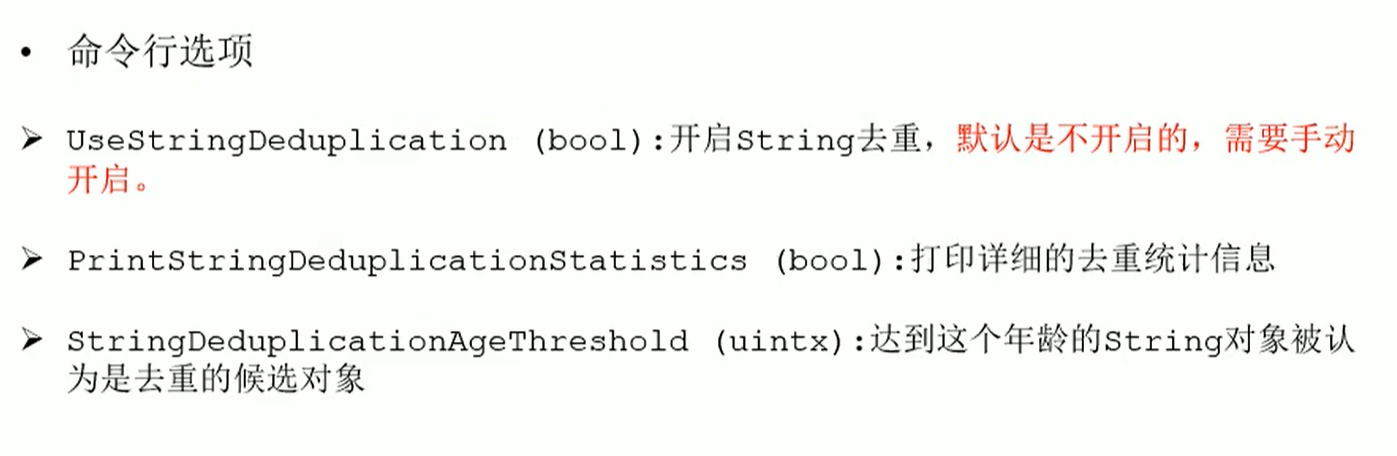 • 命令行选项
➢ UseStringDeduplication (bool):开启String去重，默认是不开启的，需要手动
开启。
➢ PrintStringDeduplicationStatistics (bool):打印详细的去重统计信息
➢ StringDeduplicationAgeThreshold (uintx):达到这个年龄的String对象被认
为是去重的候选对象